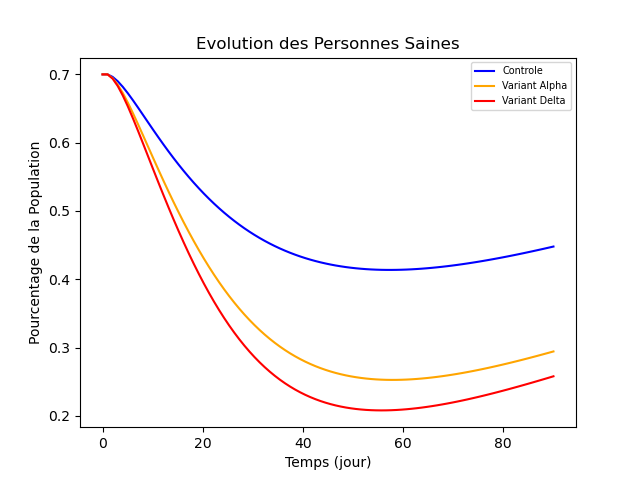 Evolution des Personnes Saines
Controle
Variant Alpha
Variant Delta
Pourcentage de la Population
0.7
0.6
0.5
0.4
0.3
0.2
0 20 40 60 80
Temps (jour)